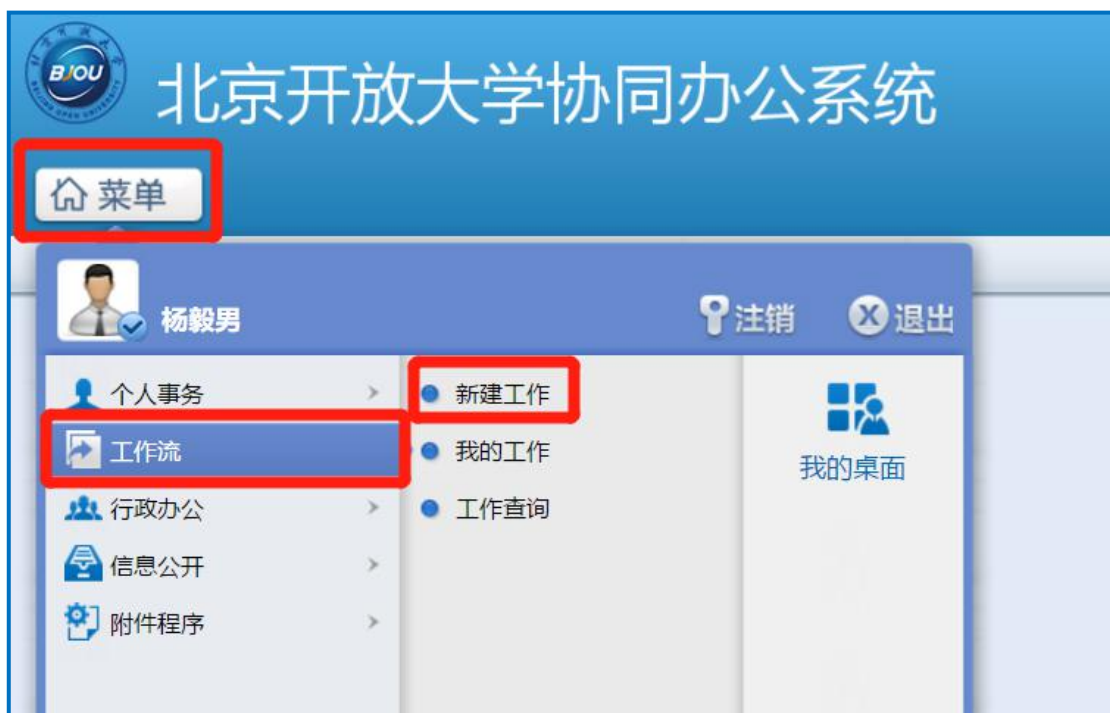 BJOU
北京开放大学协同办公系统
菜单
杨毅男
注销
退出
个人事务
新建工作
工作流
我的工作
我的桌面
行政办公
工作查询
信息公开
附件程序